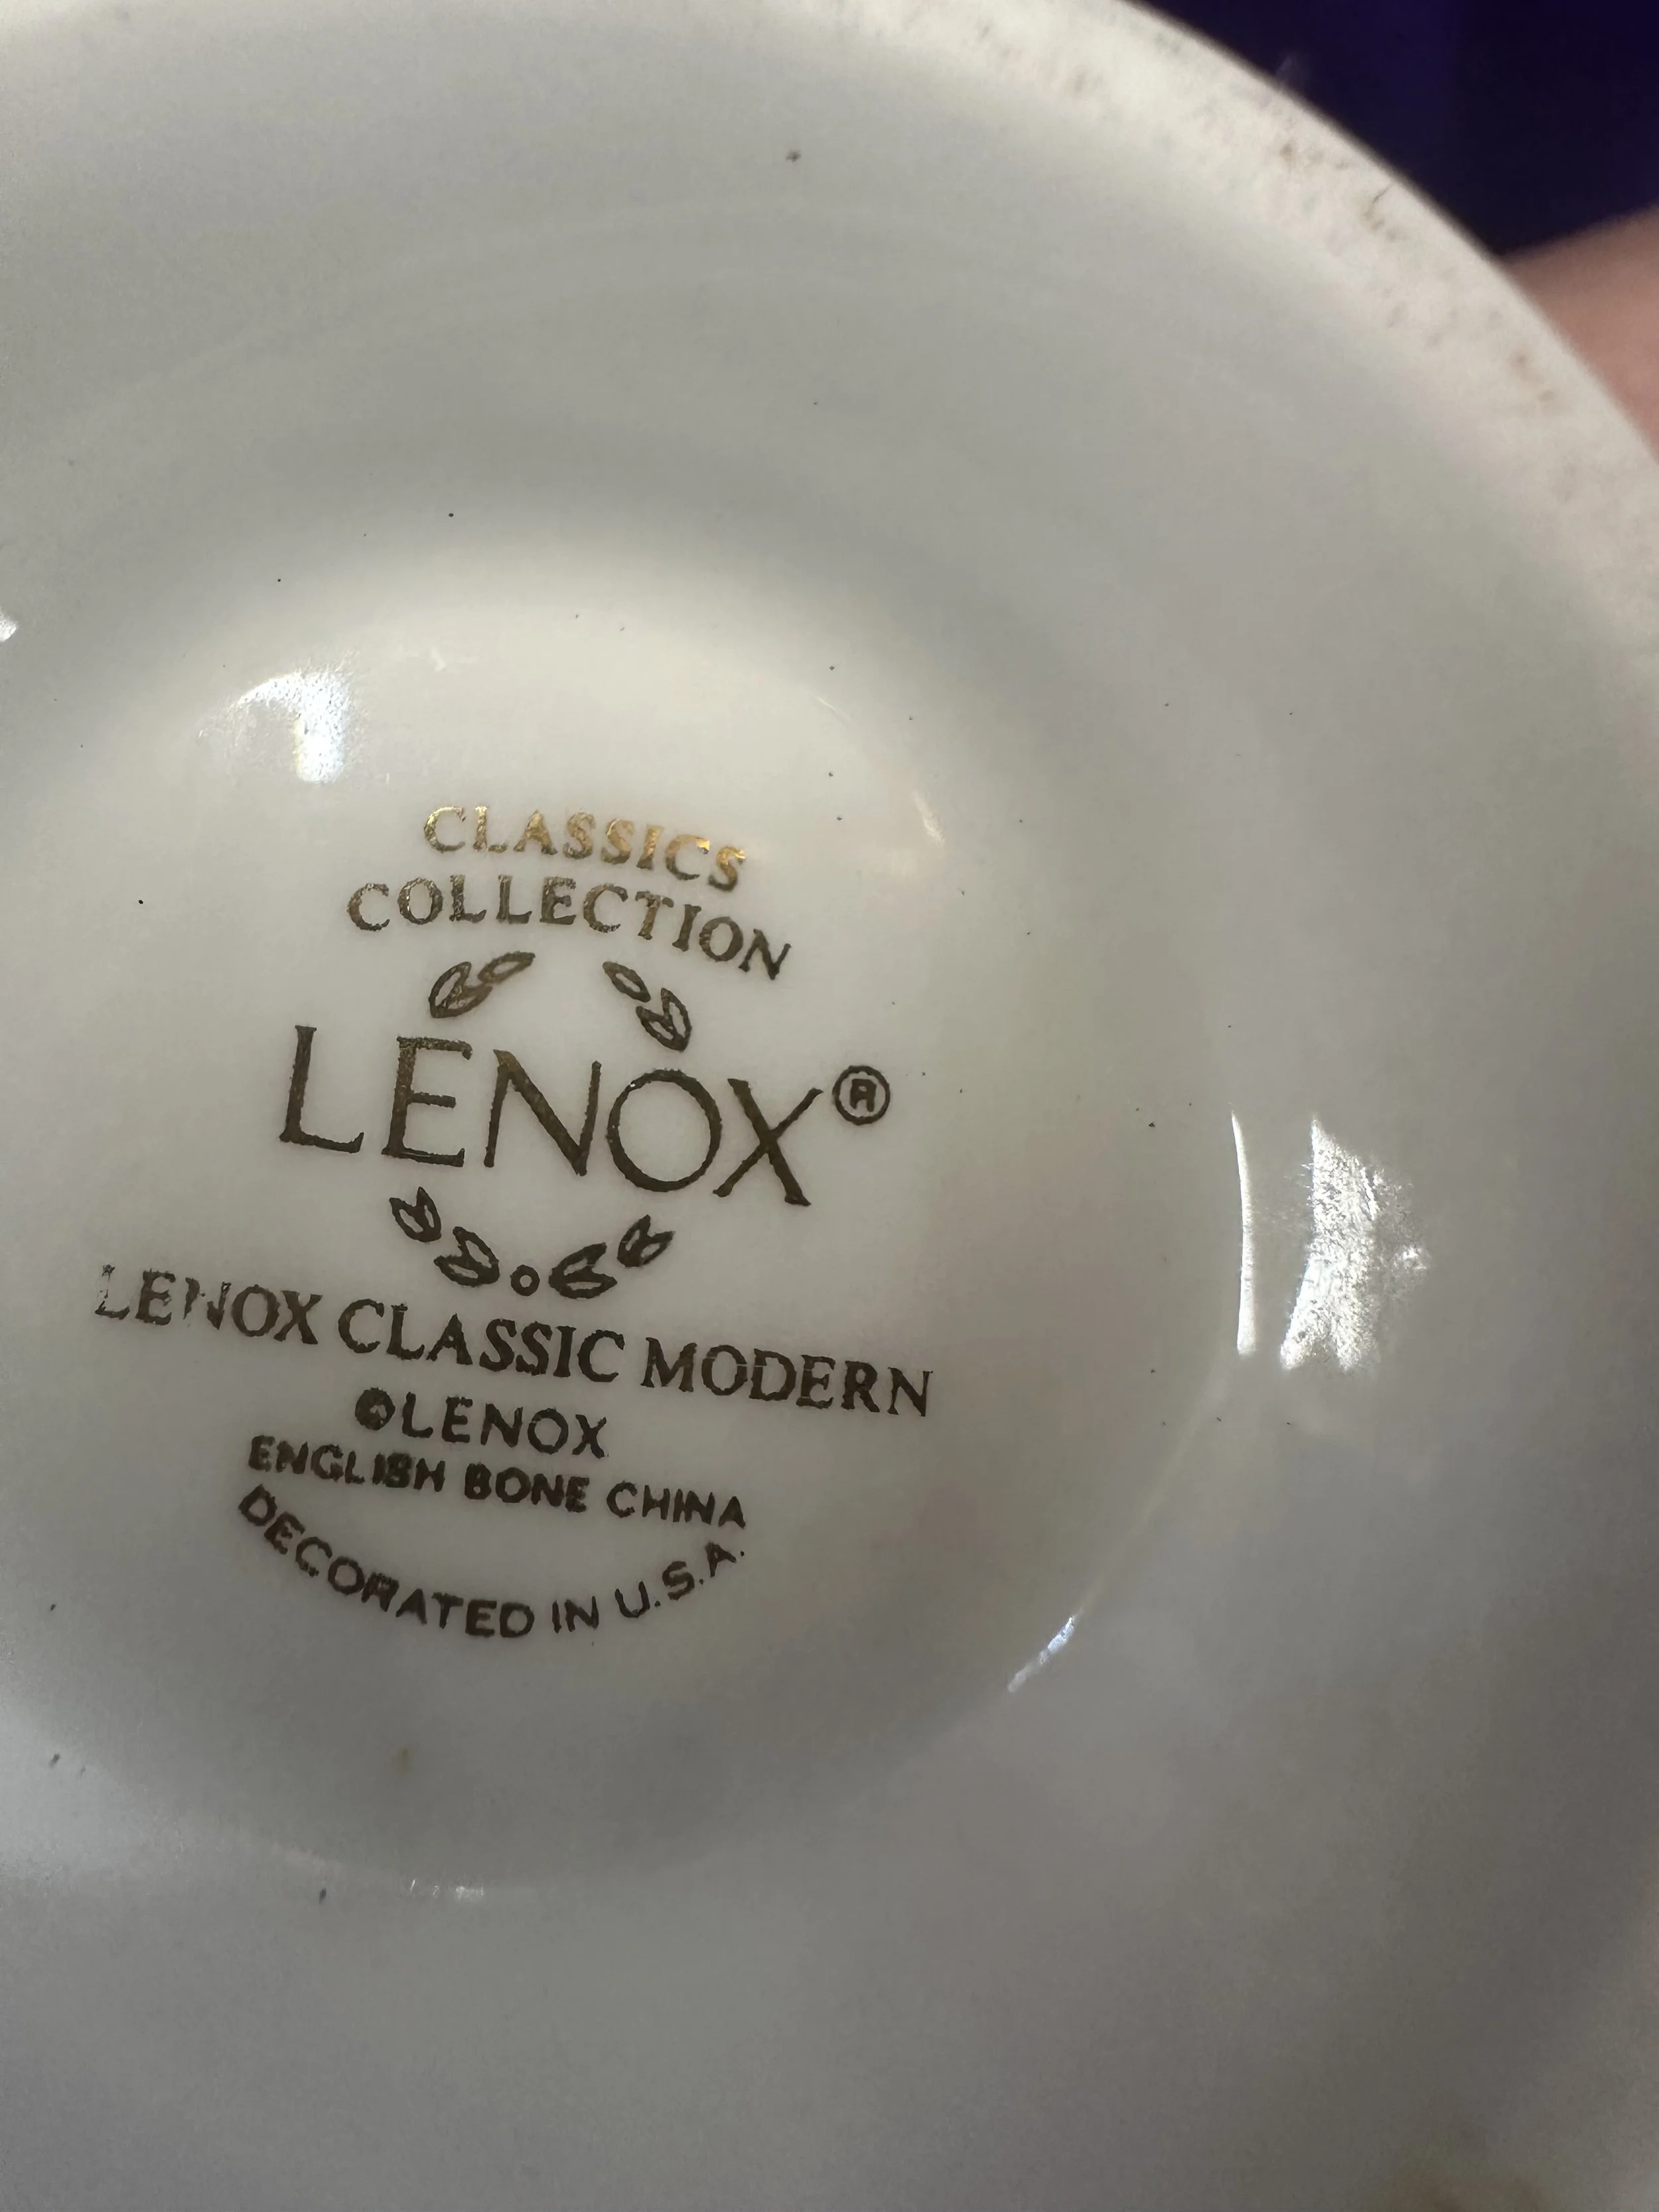 CLASSICS
COLLECTION
LENOX®
LENOX CLASSIC MODERN
©LENOX
ENGLISH BONE CHINA
DECORATED IN U.S.A.